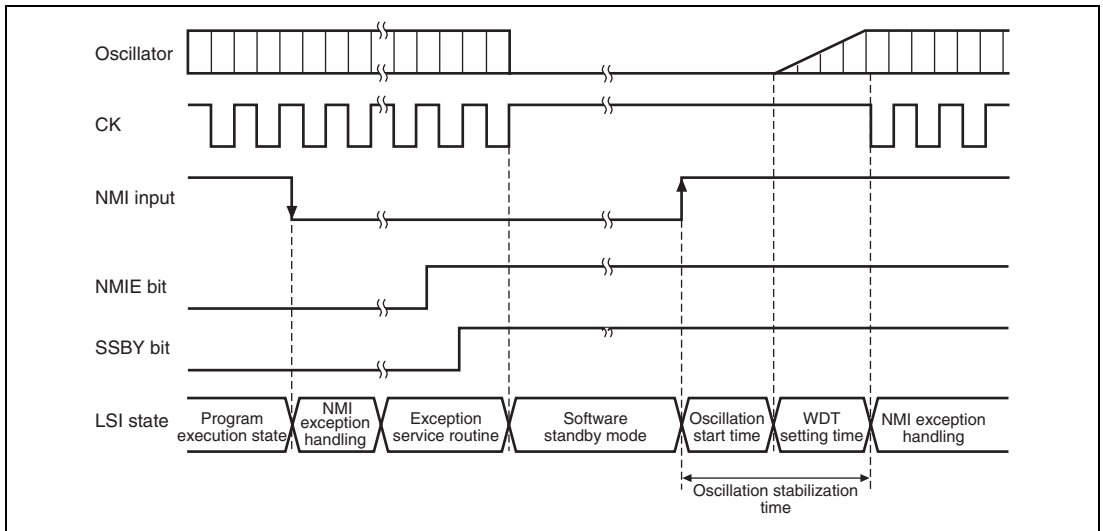 Oscillator
CK
NMI input
NMIE bit
SSBY bit
LSI state
Program
execution state
NMI
exception
handling
Exception
service routine
Software
standby mode
Oscillation
start time
WDT
setting time
NMI exception
handling
Oscillation stabilization
time